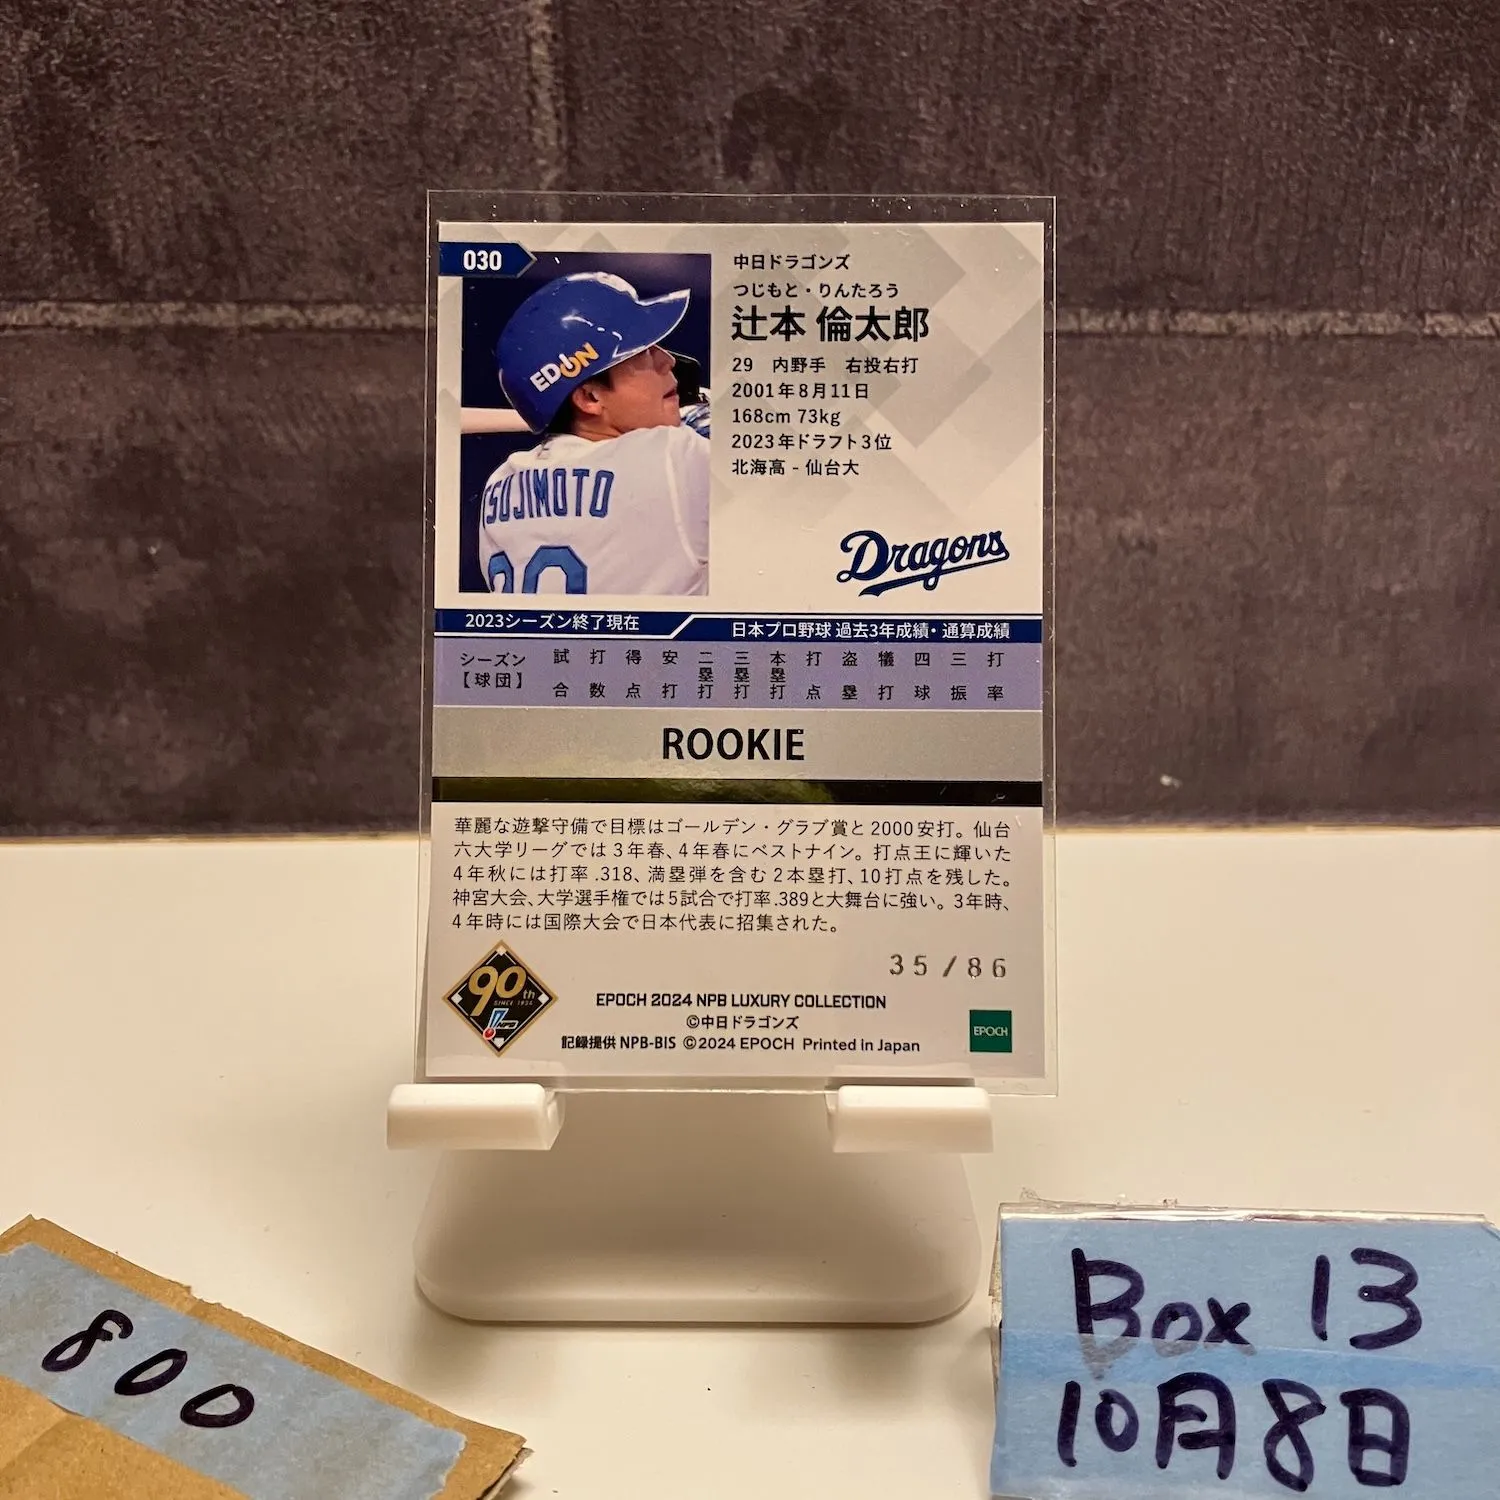 030
中日ドラゴンズ
つじもと・りんたろう
辻本 倫太郎
29 内野手 右投右打
2001年8月11日
168cm 73kg
2023年ドラフト3位
北海高 - 仙台大
EDION
TSUJIMOTO
Dragons
2023シーズン終了現在
日本プロ野球 過去3年成績・通算成績
シーズン【球団】 試合 打数 得点 安打 二塁打 三塁打 本塁打 打点 盗塁 犠打 四球 三振 打率
ROOKIE
華麗な遊撃守備で目標はゴールデン・グラブ賞と2000安打。仙台
六大学リーグでは3年春、4年春にベストナイン。打点王に輝いた
4年秋には打率.318、満塁弾を含む2本塁打、10打点を残した。
神宮大会、大学選手権では5試合で打率.389と大舞台に強い。3年時、
4年時には国際大会で日本代表に招集された。
35/86
90th
SINCE 1934
NPB
EPOCH 2024 NPB LUXURY COLLECTION
©中日ドラゴンズ
記録提供 NPB-BIS ©2024 EPOCH Printed in Japan
EPOCH
800
Box 13
10月8日